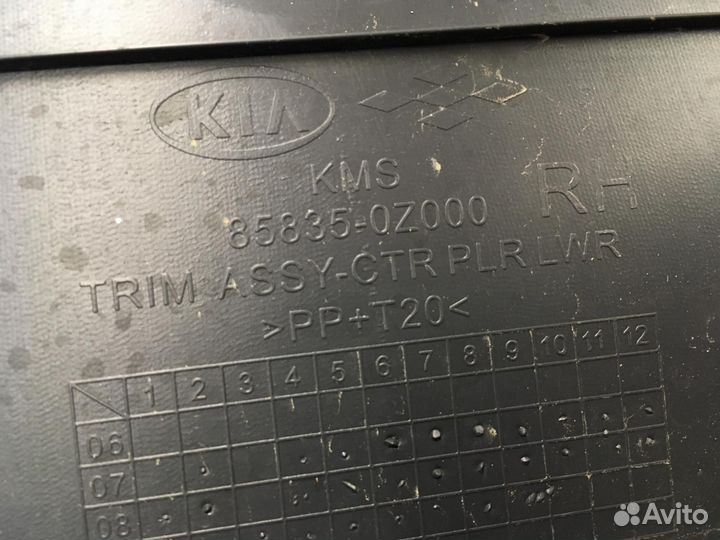 KIA
KMS
85835-0Z000 RH
TRIM ASSY-CTR PLR LWR
>PP+T20<
1 2 3 4 5 6 7 8 9 10 11 12
06
07
08
Avito